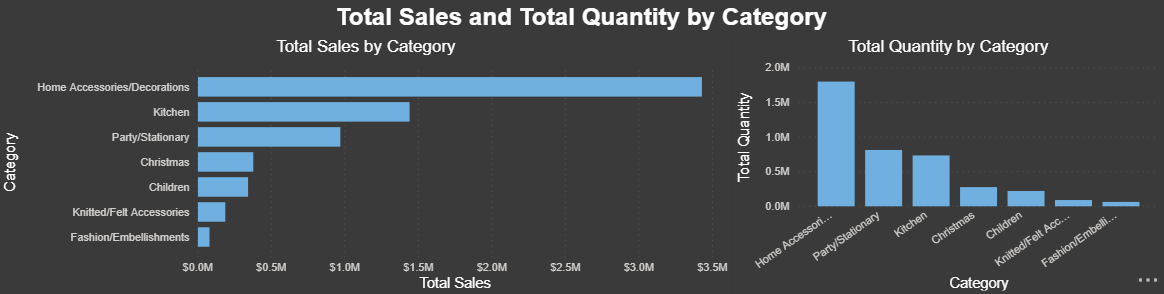 Total Sales and Total Quantity by Category
Total Sales by Category
Category
Home Accessories/Decorations
Kitchen
Party/Stationary
Christmas
Children
Knitted/Felt Accessories
Fashion/Embellishments
$0.0M $0.5M $1.0M $1.5M $2.0M $2.5M $3.0M $3.5M
Total Sales
Total Quantity by Category
Total Quantity
2.0M
1.5M
1.0M
0.5M
0.0M
Home Accessori...
Party/Stationary
Kitchen
Christmas
Children
Knitted/Felt Acc...
Fashion/Embelli...
Category